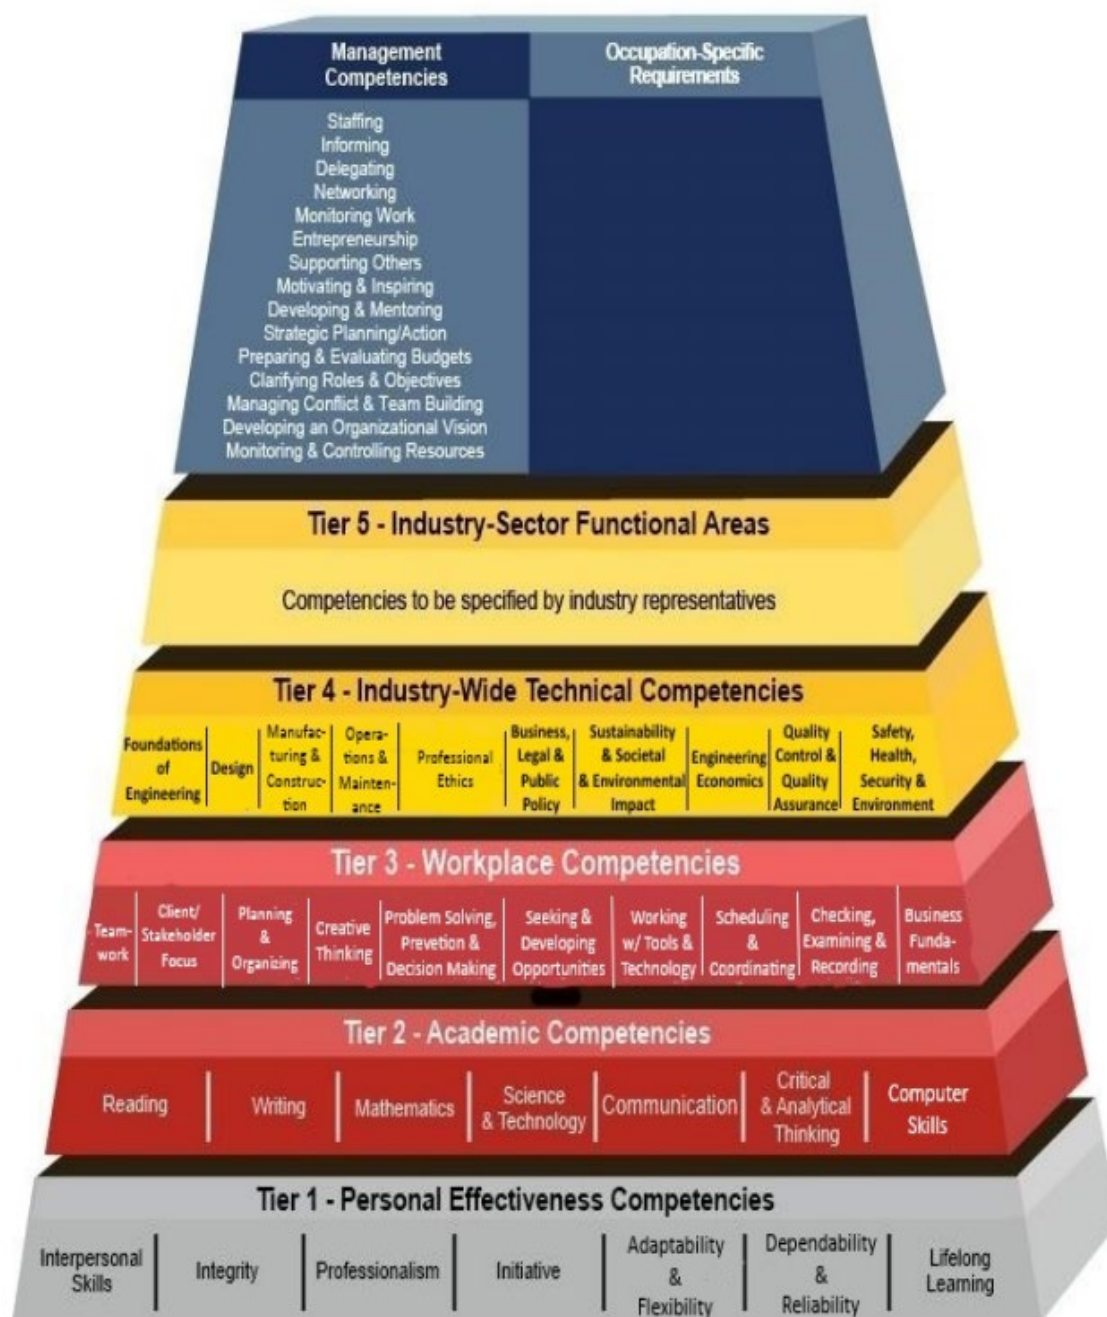 Management
Competencies
Occupation-Specific
Requirements
Staffing
Informing
Delegating
Networking
Monitoring Work
Entrepreneurship
Supporting Others
Motivating & Inspiring
Developing & Mentoring
Strategic Planning/Action
Preparing & Evaluating Budgets
Clarifying Roles & Objectives
Managing Conflict & Team Building
Developing an Organizational Vision
Monitoring & Controlling Resources
Tier 5 - Industry-Sector Functional Areas
Competencies to be specified by industry representatives
Tier 4 - Industry-Wide Technical Competencies
Foundations
of
Engineering
Design
Manufac-
turing &
Construc-
tion
Opera-
tions &
Mainten-
ance
Professional
Ethics
Business,
Legal &
Public
Policy
Sustainability
& Societal
& Environmental
Impact
Engineering
Economics
Quality
Control &
Quality
Assurance
Safety,
Health,
Security &
Environment
Tier 3 - Workplace Competencies
Team-
work
Client/
Stakeholder
Focus
Planning
&
Organizing
Creative
Thinking
Problem Solving,
Prevetion &
Decision Making
Seeking &
Developing
Opportunities
Working
w/ Tools &
Technology
Scheduling
&
Coordinating
Checking,
Examining &
Recording
Business
Funda-
mentals
Tier 2 - Academic Competencies
Reading
Writing
Mathematics
Science
& Technology
Communication
Critical
& Analytical
Thinking
Computer
Skills
Tier 1 - Personal Effectiveness Competencies
Interpersonal
Skills
Integrity
Professionalism
Initiative
Adaptability
&
Flexibility
Dependability
&
Reliability
Lifelong
Learning